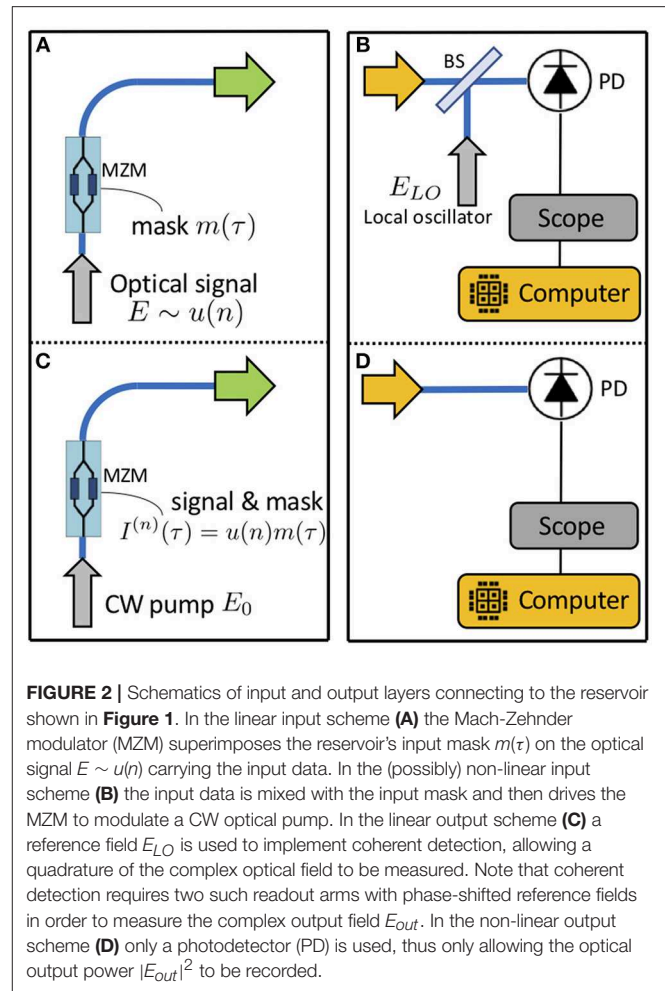 A
MZM
mask m(τ)
Optical signal
E ∼ u(n)
B
BS
PD
E_LO
Local oscillator
Scope
Computer
C
MZM
signal & mask
I^(n)(τ) = u(n)m(τ)
CW pump E_0
D
PD
Scope
Computer
FIGURE 2 | Schematics of input and output layers connecting to the reservoir
shown in Figure 1. In the linear input scheme (A) the Mach-Zehnder
modulator (MZM) superimposes the reservoir's input mask m(τ) on the optical
signal E ∼ u(n) carrying the input data. In the (possibly) non-linear input
scheme (B) the input data is mixed with the input mask and then drives the
MZM to modulate a CW optical pump. In the linear output scheme (C) a
reference field E_LO is used to implement coherent detection, allowing a
quadrature of the complex optical field to be measured. Note that coherent
detection requires two such readout arms with phase-shifted reference fields
in order to measure the complex output field E_out. In the non-linear output
scheme (D) only a photodetector (PD) is used, thus only allowing the optical
output power |E_out|² to be recorded.